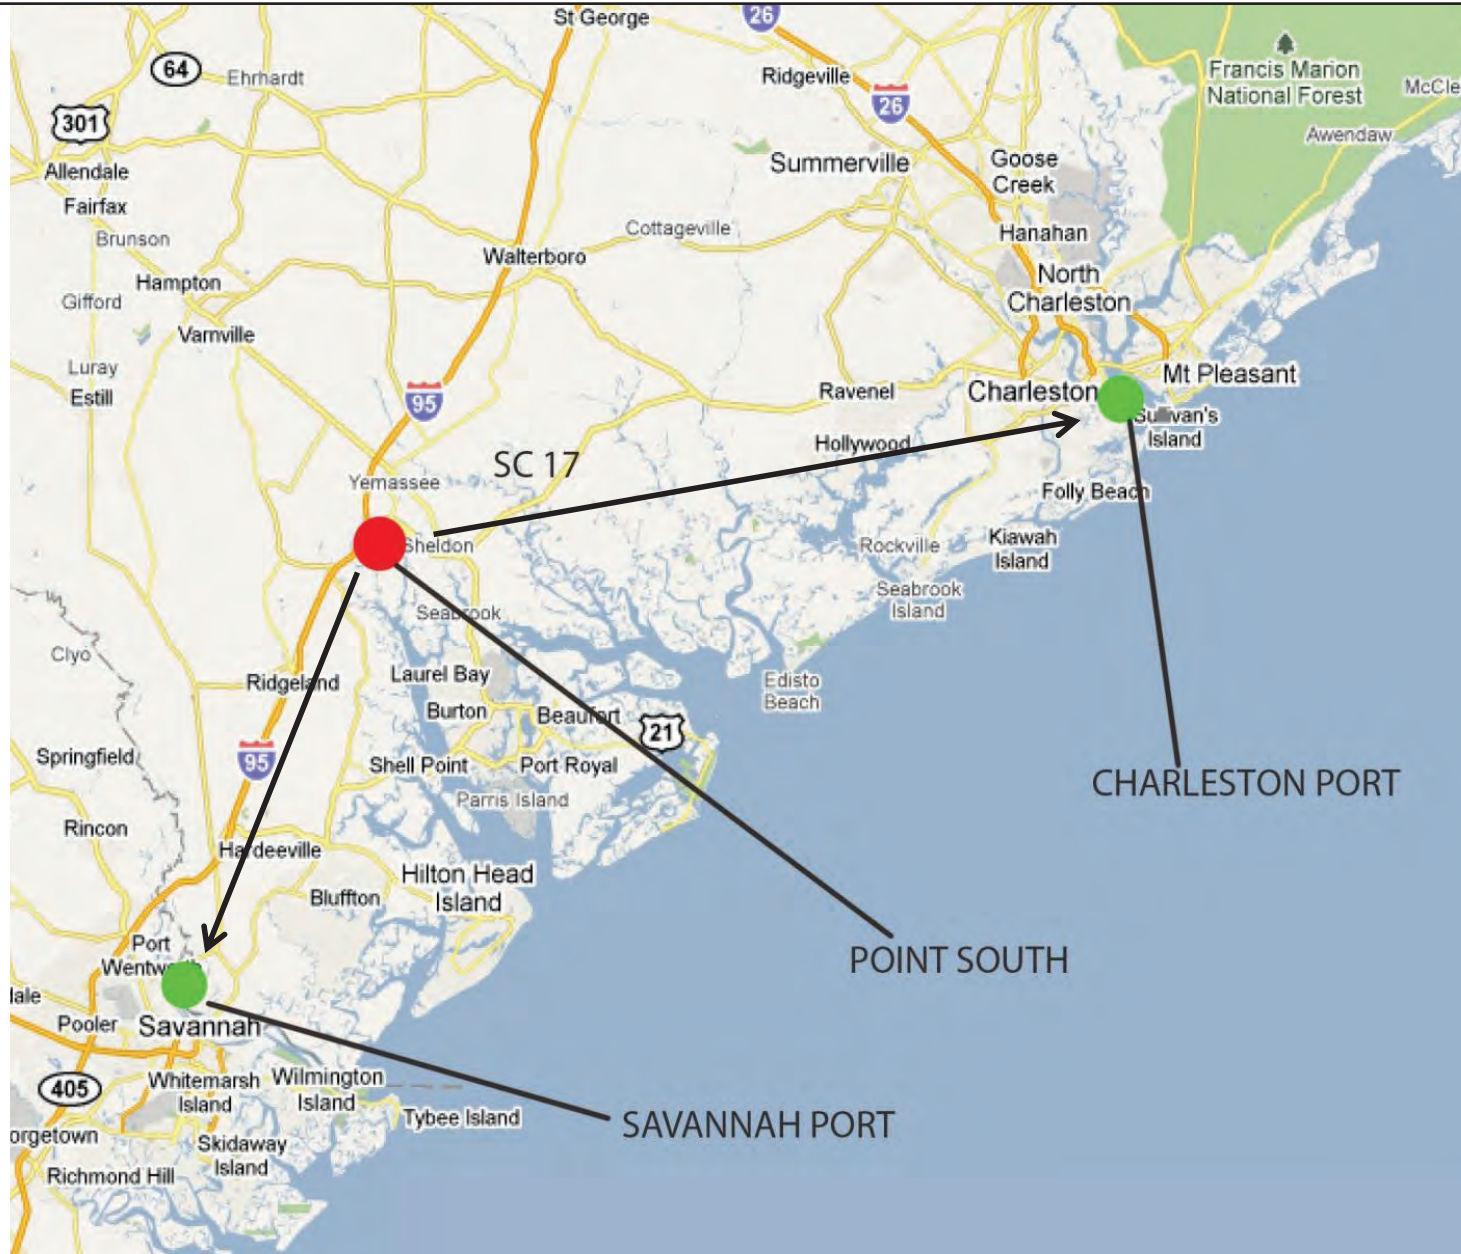 St George
26
64
Ehrhardt
Ridgeville
Francis Marion
National Forest
McCle
301
26
Awendaw
Allendale
Summerville
Goose
Creek
Fairfax
Brunson
Cottageville
Hanahan
Walterboro
Hampton
North
Charleston
Gifford
Varnville
Luray
Estill
95
Ravenel
Charleston
Mt Pleasant
Sullivan's
Island
Hollywood
SC 17
Yemassee
Folly Beach
Sheldon
Rockville
Kiawah
Island
Seabrook
Island
Seabrook
Clyo
Ridgeland
Laurel Bay
Edisto
Beach
Burton
Beaufort
21
Springfield
95
Shell Point
Port Royal
CHARLESTON PORT
Parris Island
Rincon
Hardeeville
Hilton Head
Island
Bluffton
Port
Wentworth
POINT SOUTH
dale
Pooler
Savannah
405
Whitemarsh
Island
Wilmington
Island
Tybee Island
SAVANNAH PORT
orgetown
Skidaway
Island
Richmond Hill